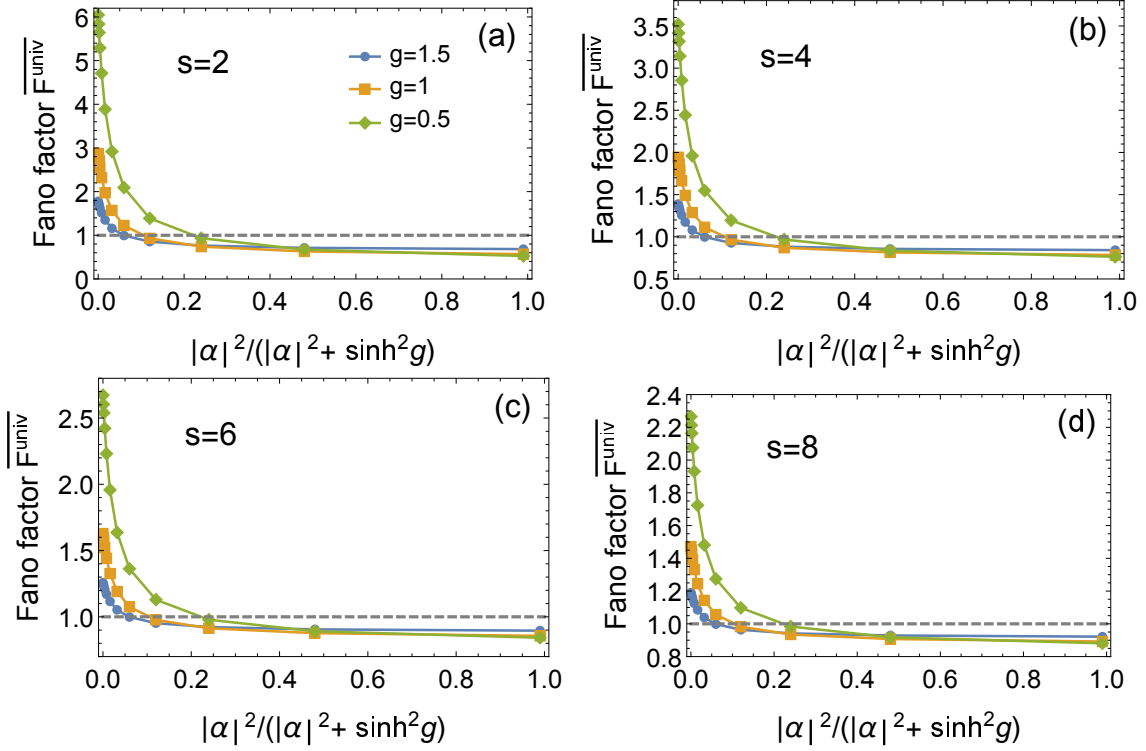 (a)
s=2
g=1.5
g=1
g=0.5
Fano factor F^univ
6
5
4
3
2
1
0
0.0 0.2 0.4 0.6 0.8 1.0
|α|²/(|α|²+ sinh²g)
(b)
s=4
Fano factor F^univ
3.5
3.0
2.5
2.0
1.5
1.0
0.5
0.0 0.2 0.4 0.6 0.8 1.0
|α|²/(|α|²+ sinh²g)
(c)
s=6
Fano factor F^univ
2.5
2.0
1.5
1.0
0.0 0.2 0.4 0.6 0.8 1.0
|α|²/(|α|²+ sinh²g)
(d)
s=8
Fano factor F^univ
2.4
2.2
2.0
1.8
1.6
1.4
1.2
1.0
0.8
0.0 0.2 0.4 0.6 0.8 1.0
|α|²/(|α|²+ sinh²g)